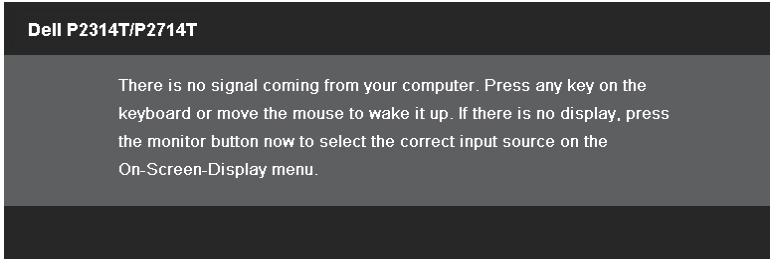 Dell P2314T/P2714T
There is no signal coming from your computer. Press any key on the
keyboard or move the mouse to wake it up. If there is no display, press
the monitor button now to select the correct input source on the
On-Screen-Display menu.